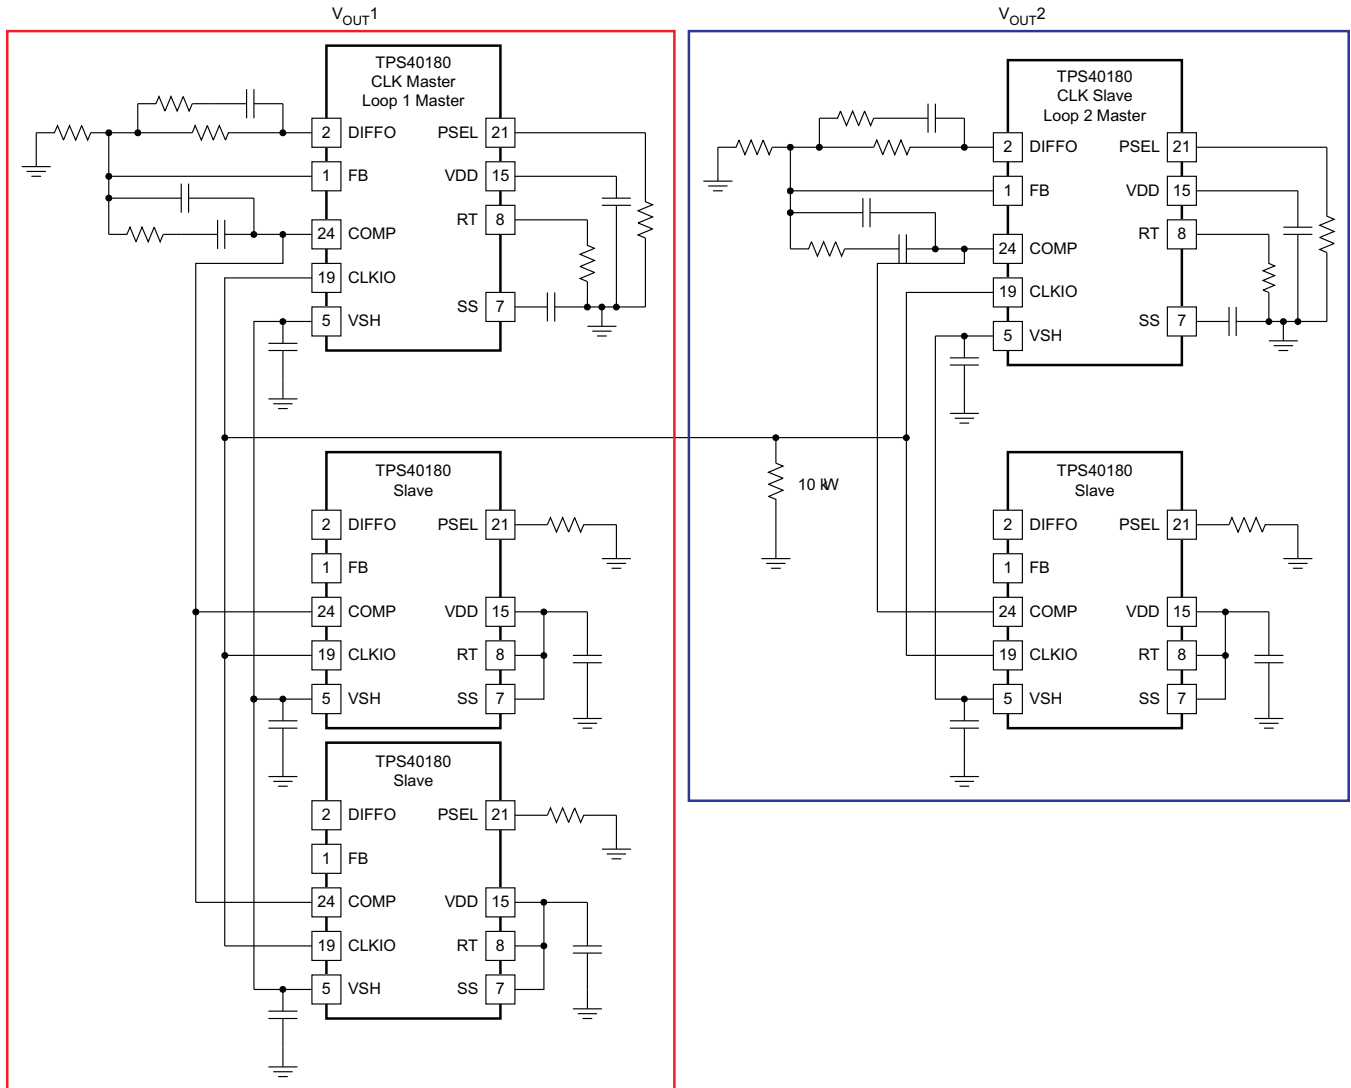 V_OUT1
V_OUT2
TPS40180
CLK Master
Loop 1 Master
2 DIFFO PSEL 21
1 FB VDD 15
24 COMP RT 8
19 CLKIO
5 VSH SS 7
TPS40180
CLK Slave
Loop 2 Master
2 DIFFO PSEL 21
1 FB VDD 15
24 COMP RT 8
19 CLKIO
5 VSH SS 7
10 kW
TPS40180
Slave
2 DIFFO PSEL 21
1 FB
24 COMP VDD 15
19 CLKIO RT 8
5 VSH SS 7
TPS40180
Slave
2 DIFFO PSEL 21
1 FB
24 COMP VDD 15
19 CLKIO RT 8
5 VSH SS 7
TPS40180
Slave
2 DIFFO PSEL 21
1 FB
24 COMP VDD 15
19 CLKIO RT 8
5 VSH SS 7